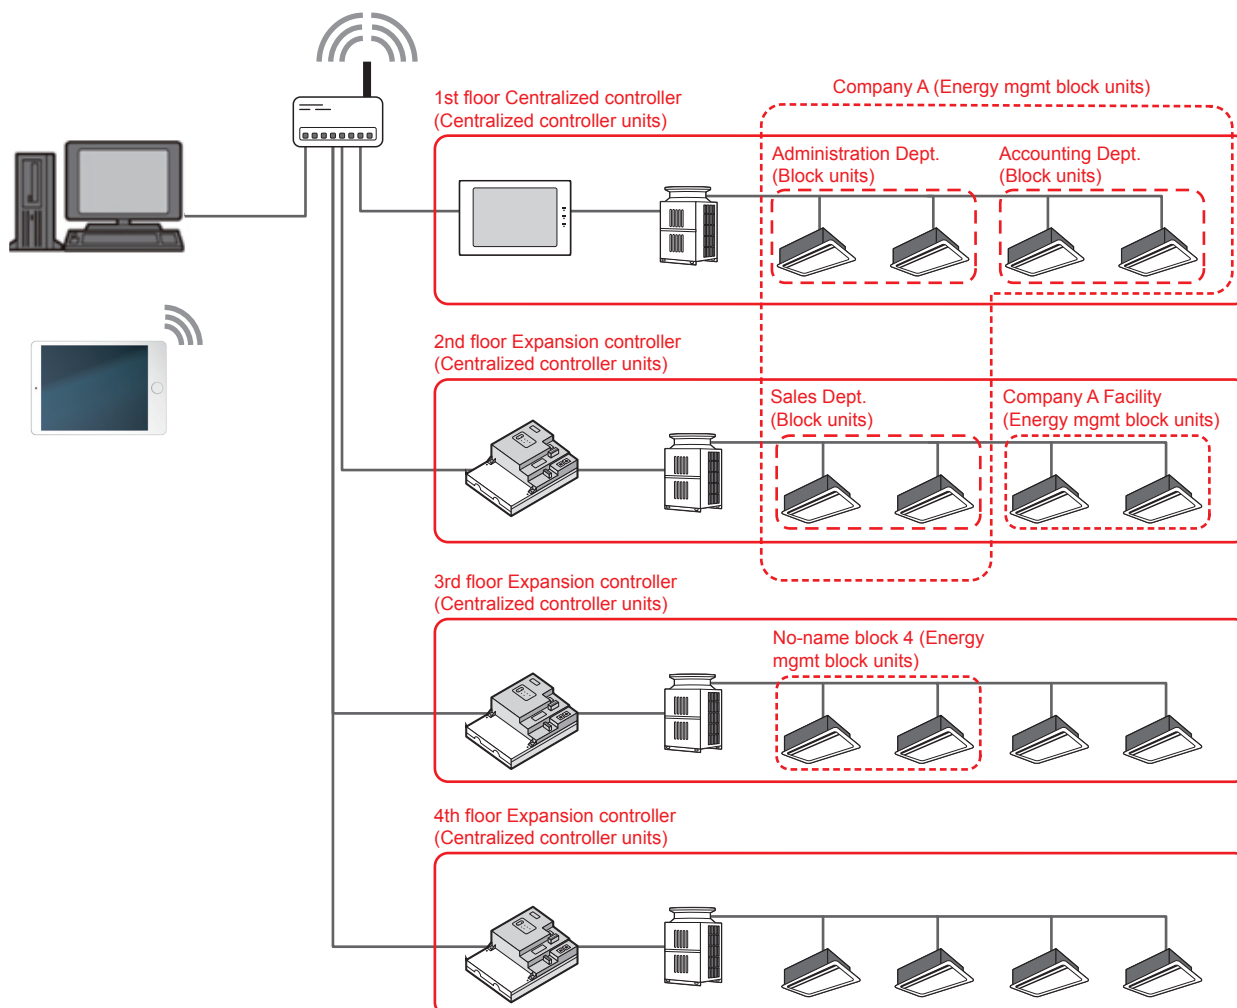 Company A (Energy mgmt block units)
1st floor Centralized controller
(Centralized controller units)
Administration Dept.
(Block units)
Accounting Dept.
(Block units)
2nd floor Expansion controller
(Centralized controller units)
Sales Dept.
(Block units)
Company A Facility
(Energy mgmt block units)
3rd floor Expansion controller
(Centralized controller units)
No-name block 4 (Energy
mgmt block units)
4th floor Expansion controller
(Centralized controller units)